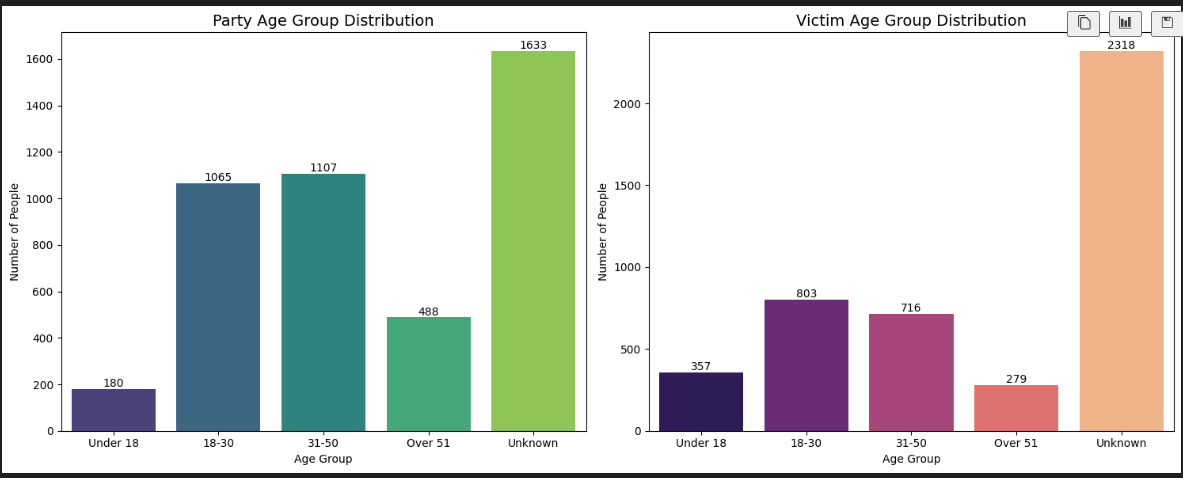 Party Age Group Distribution
Number of People
1600
1400
1200
1000
800
600
400
200
0
180
1065
1107
488
1633
Under 18
18-30
31-50
Over 51
Unknown
Age Group
Victim Age Group Distribution
Number of People
2000
1500
1000
500
0
357
803
716
279
2318
Under 18
18-30
31-50
Over 51
Unknown
Age Group